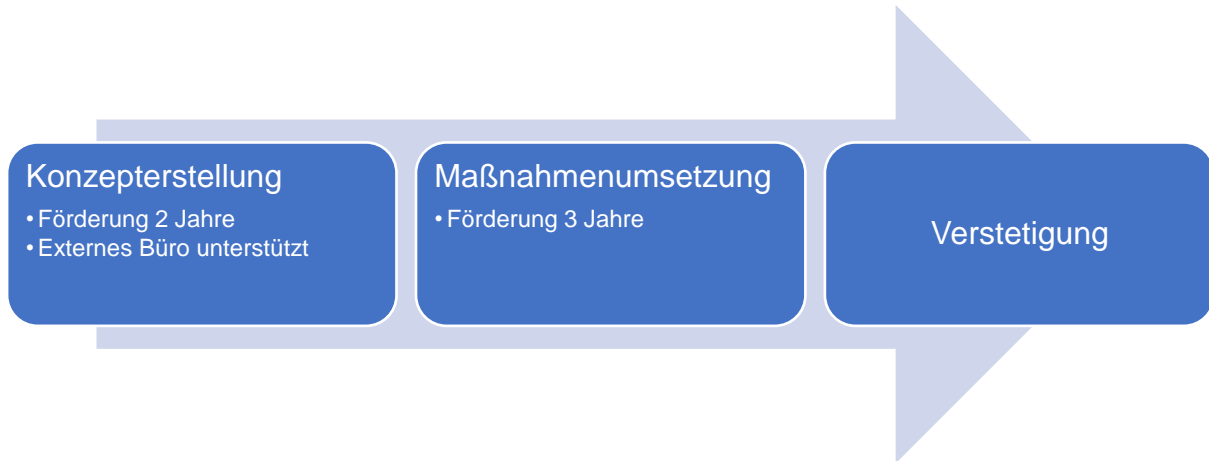 Konzepterstellung
• Förderung 2 Jahre
• Externes Büro unterstützt
Maßnahmenumsetzung
• Förderung 3 Jahre
Verstetigung